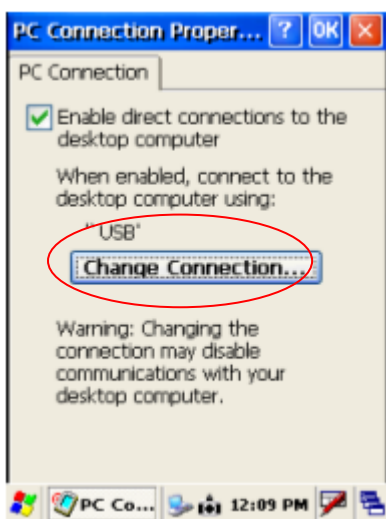 PC Connection Proper... ? OK ×
PC Connection
Enable direct connections to the
desktop computer
When enabled, connect to the
desktop computer using:
`USB'
Change Connection...
Warning: Changing the
connection may disable
communications with your
desktop computer.
PC Co... 12:09 PM